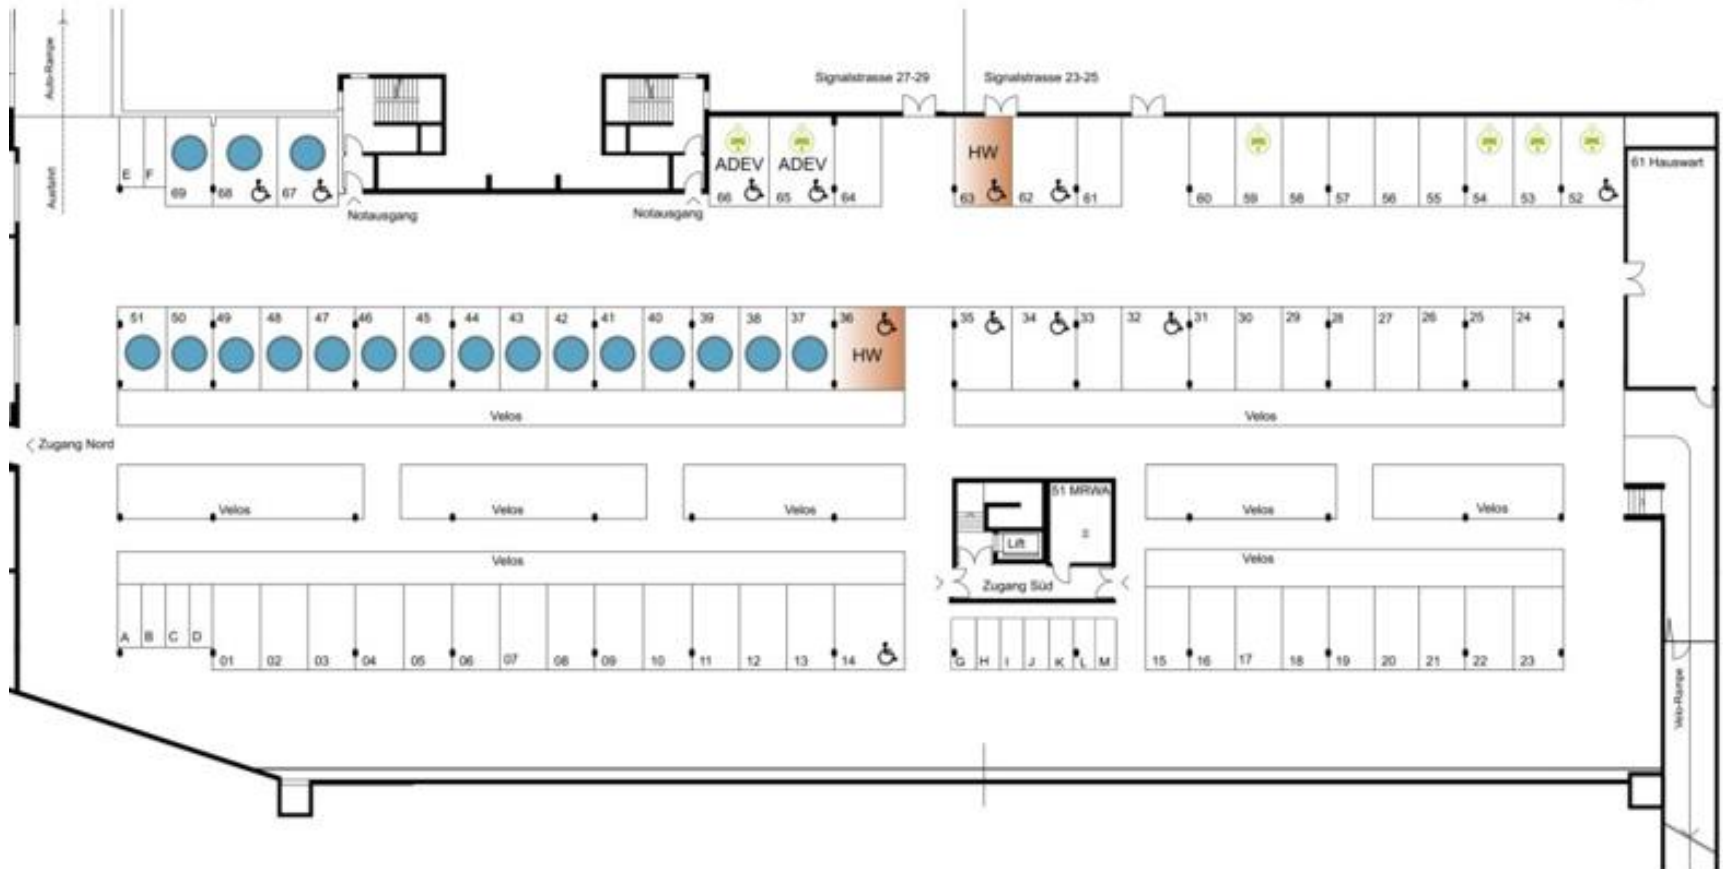 Auto-Rampe
Ausfahrt
Signalstrasse 27-29
Signalstrasse 23-25
E F 69 68 67
Notausgang
Notausgang
ADEV
66
ADEV
65
64
HW
63
62
61
60 59 58 57 56 55 54 53 52
61 Hauswart
51 50 49 48 47 46 45 44 43 42 41 40 39 38 37 36
HW
35 34 33 32 31 30 29 28 27 26 25 24
Velos
Velos
Zugang Nord
Velos
Velos
Velos
51 MRWA
Lift
Zugang Süd
Velos
Velos
Velos
Velos
A B C D
01 02 03 04 05 06 07 08 09 10 11 12 13 14
G H I J K L M
15 16 17 18 19 20 21 22 23
Velo-Rampe